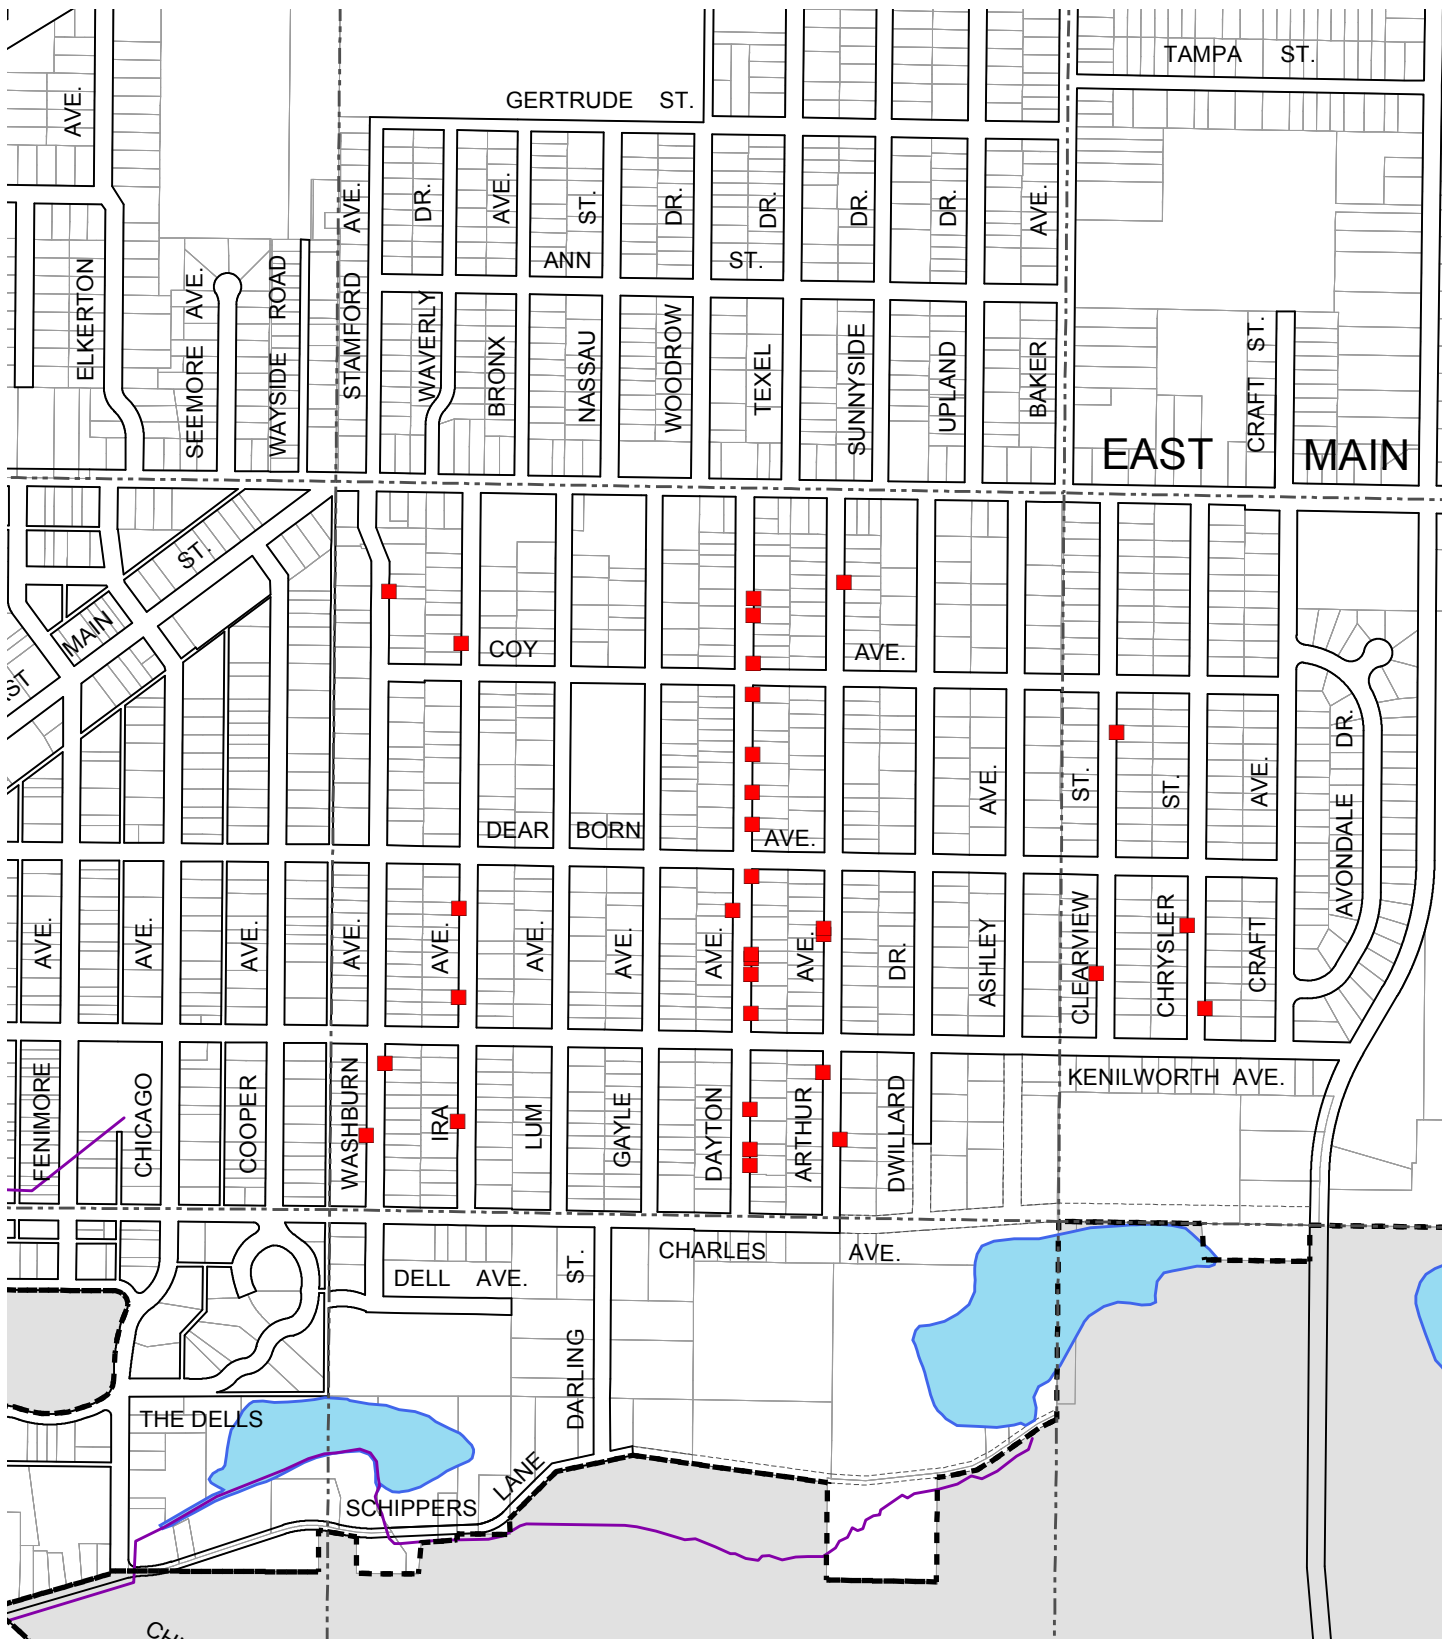 TAMPA ST.
GERTRUDE ST.
AVE.
AVE.
DR.
AVE.
ST.
DR.
DR.
DR.
DR.
AVE.
ANN ST.
ELKERTON
SEEMORE AVE.
WAYSIDE ROAD
STAMFORD
WAVERLY
BRONX
NASSAU
WOODROW
TEXEL
SUNNYSIDE
UPLAND
BAKER
CRAFT ST.
EAST MAIN
ST.
MAIN
ST
COY AVE.
DR.
AVE.
ST.
ST.
AVE.
DEAR BORN AVE.
AVONDALE
AVE.
AVE.
AVE.
AVE.
AVE.
AVE.
AVE.
AVE.
AVE.
DR.
ASHLEY
CLEARVIEW
CHRYSLER
CRAFT
FENIMORE
CHICAGO
COOPER
WASHBURN
IRA
LUM
GAYLE
DAYTON
ARTHUR
DWILLARD
KENILWORTH AVE.
CHARLES AVE.
DELL AVE.
ST.
DARLING
THE DELLS
SCHIPPERS LANE